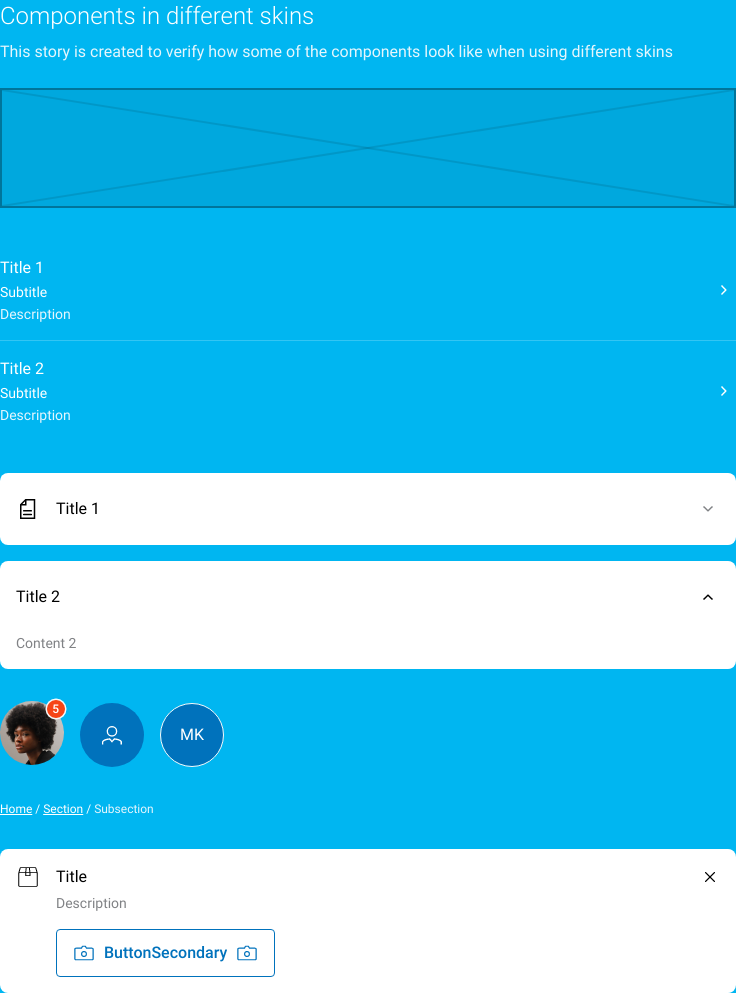 Components in different skins
This story is created to verify how some of the components look like when using different skins
Title 1
Subtitle
Description
Title 2
Subtitle
Description
Title 1
Title 2
Content 2
5
MK
Home / Section / Subsection
Title
Description
ButtonSecondary